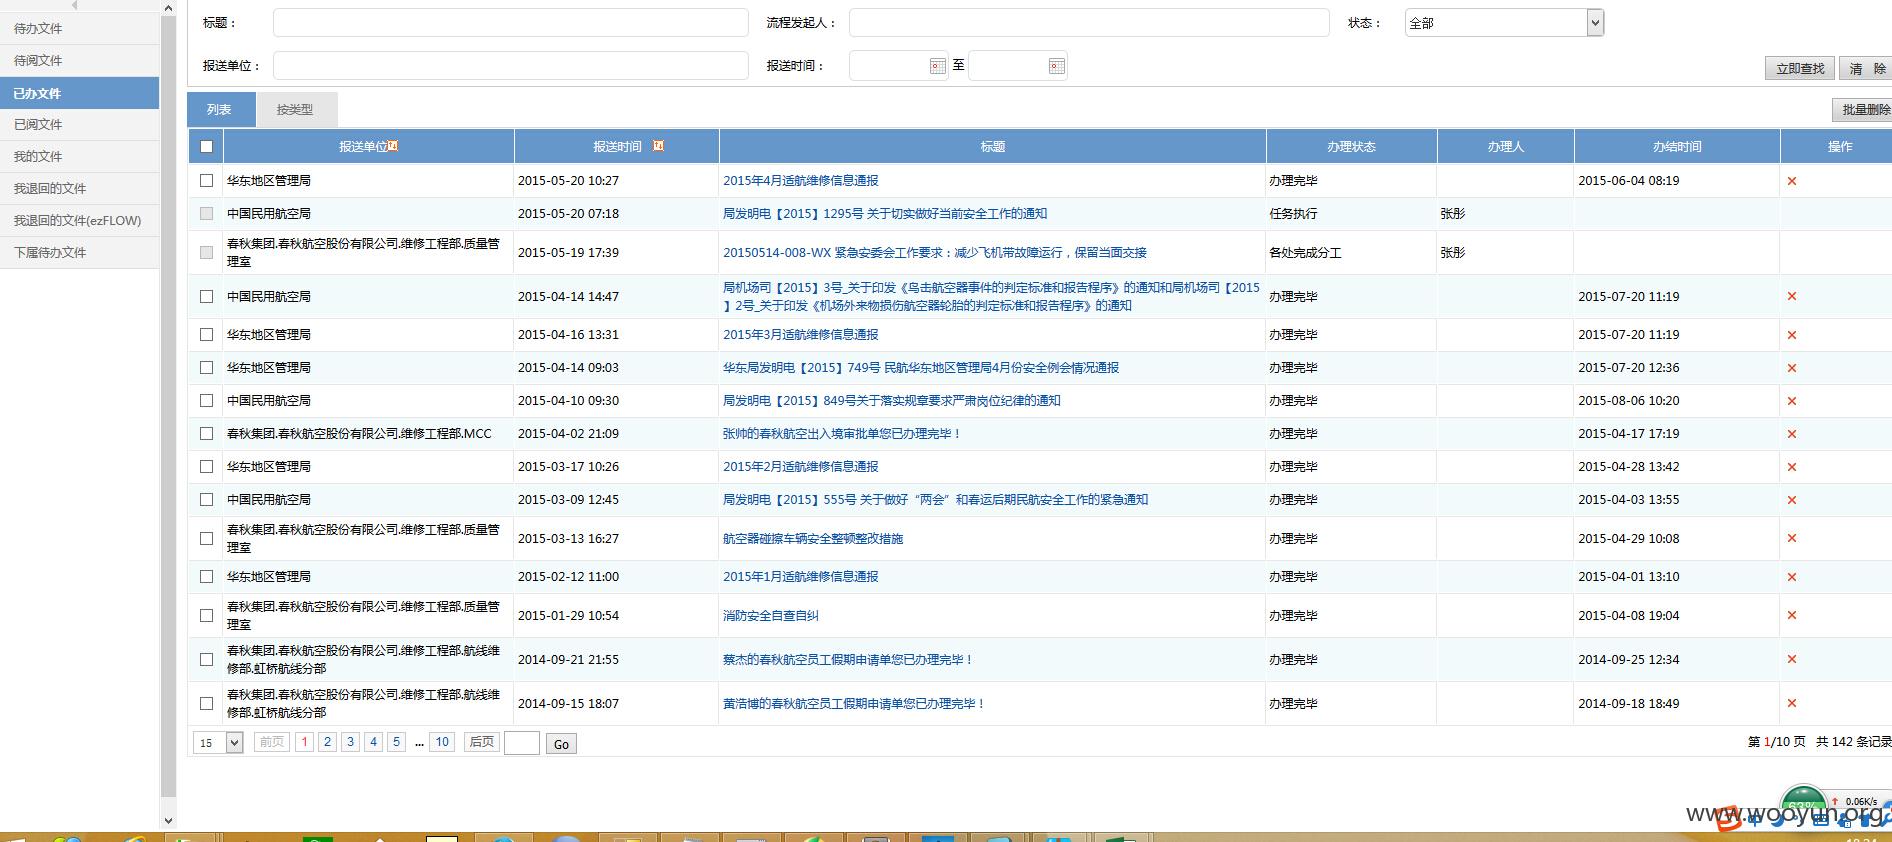 标题：
流程发起人：
状态：
全部
报送单位：
报送时间：
至
立即查找
清 除
待办文件
待阅文件
已办文件
已阅文件
我的文件
我退回的文件
我退回的文件(ezFLOW)
下属待办文件
列表
按类型
批量删除
报送单位 报送时间 标题 办理状态 办理人 办结时间 操作
华东地区管理局 2015-05-20 10:27 2015年4月适航维修信息通报 办理完毕 2015-06-04 08:19
中国民用航空局 2015-05-20 07:18 局发明电【2015】1295号 关于切实做好当前安全工作的通知 任务执行 张彤
春秋集团.春秋航空股份有限公司.维修工程部.质量管
理室
2015-05-19 17:39 20150514-008-WX 紧急安委会工作要求：减少飞机带故障运行，保留当面交接 各处完成分工 张彤
中国民用航空局 2015-04-14 14:47
局机场司【2015】3号_关于印发《鸟击航空器事件的判定标准和报告程序》的通知和局机场司【2015
】2号_关于印发《机场外来物损伤航空器轮胎的判定标准和报告程序》的通知
办理完毕 2015-07-20 11:19
华东地区管理局 2015-04-16 13:31 2015年3月适航维修信息通报 办理完毕 2015-07-20 11:19
华东地区管理局 2015-04-14 09:03 华东局发明电【2015】749号 民航华东地区管理局4月份安全例会情况通报 办理完毕 2015-07-20 12:36
中国民用航空局 2015-04-10 09:30 局发明电【2015】849号关于落实规章要求严肃岗位纪律的通知 办理完毕 2015-08-06 10:20
春秋集团.春秋航空股份有限公司.维修工程部.MCC 2015-04-02 21:09 张帅的春秋航空出入境审批单您已办理完毕！ 办理完毕 2015-04-17 17:19
华东地区管理局 2015-03-17 10:26 2015年2月适航维修信息通报 办理完毕 2015-04-28 13:42
中国民用航空局 2015-03-09 12:45 局发明电【2015】555号 关于做好“两会”和春运后期民航安全工作的紧急通知 办理完毕 2015-04-03 13:55
春秋集团.春秋航空股份有限公司.维修工程部.质量管
理室
2015-03-13 16:27 航空器碰擦车辆安全整顿整改措施 办理完毕 2015-04-29 10:08
华东地区管理局 2015-02-12 11:00 2015年1月适航维修信息通报 办理完毕 2015-04-01 13:10
春秋集团.春秋航空股份有限公司.维修工程部.质量管
理室
2015-01-29 10:54 消防安全自查自纠 办理完毕 2015-04-08 19:04
春秋集团.春秋航空股份有限公司.维修工程部.航线维
修部.虹桥航线分部
2014-09-21 21:55 蔡杰的春秋航空员工假期申请单您已办理完毕！ 办理完毕 2014-09-25 12:34
春秋集团.春秋航空股份有限公司.维修工程部.航线维
修部.虹桥航线分部
2014-09-15 18:07 黄浩博的春秋航空员工假期申请单您已办理完毕！ 办理完毕 2014-09-18 18:49
15 前页 1 2 3 4 5 ... 10 后页 Go
第 1/10 页 共 142 条记录
0.06K/s
www.wooyun.org